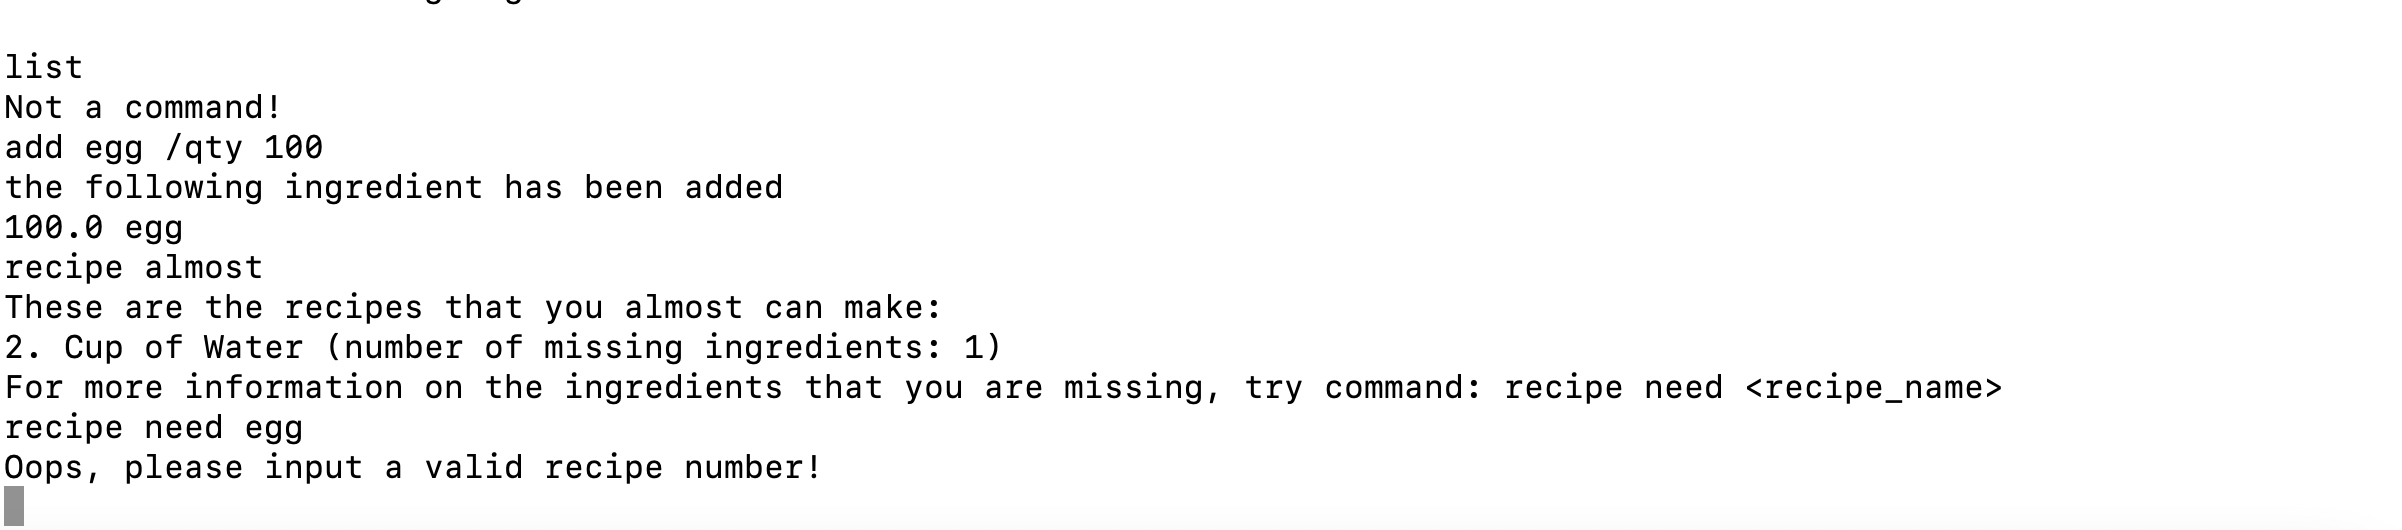 list
Not a command!
add egg /qty 100
the following ingredient has been added
100.0 egg
recipe almost
These are the recipes that you almost can make:
2. Cup of Water (number of missing ingredients: 1)
For more information on the ingredients that you are missing, try command: recipe need <recipe_name>
recipe need egg
Oops, please input a valid recipe number!